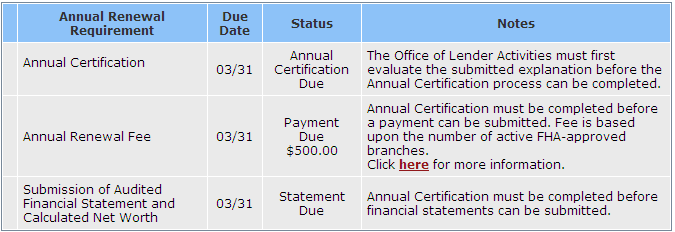 Annual Renewal
Requirement
Due
Date
Status
Notes
Annual Certification
03/31
Annual
Certification
Due
The Office of Lender Activities must first
evaluate the submitted explanation before the
Annual Certification process can be completed.
Annual Renewal Fee
03/31
Payment
Due
$500.00
Annual Certification must be completed before
a payment can be submitted. Fee is based
upon the number of active FHA-approved
branches.
Click here for more information.
Submission of Audited
Financial Statement and
Calculated Net Worth
03/31
Statement
Due
Annual Certification must be completed before
financial statements can be submitted.